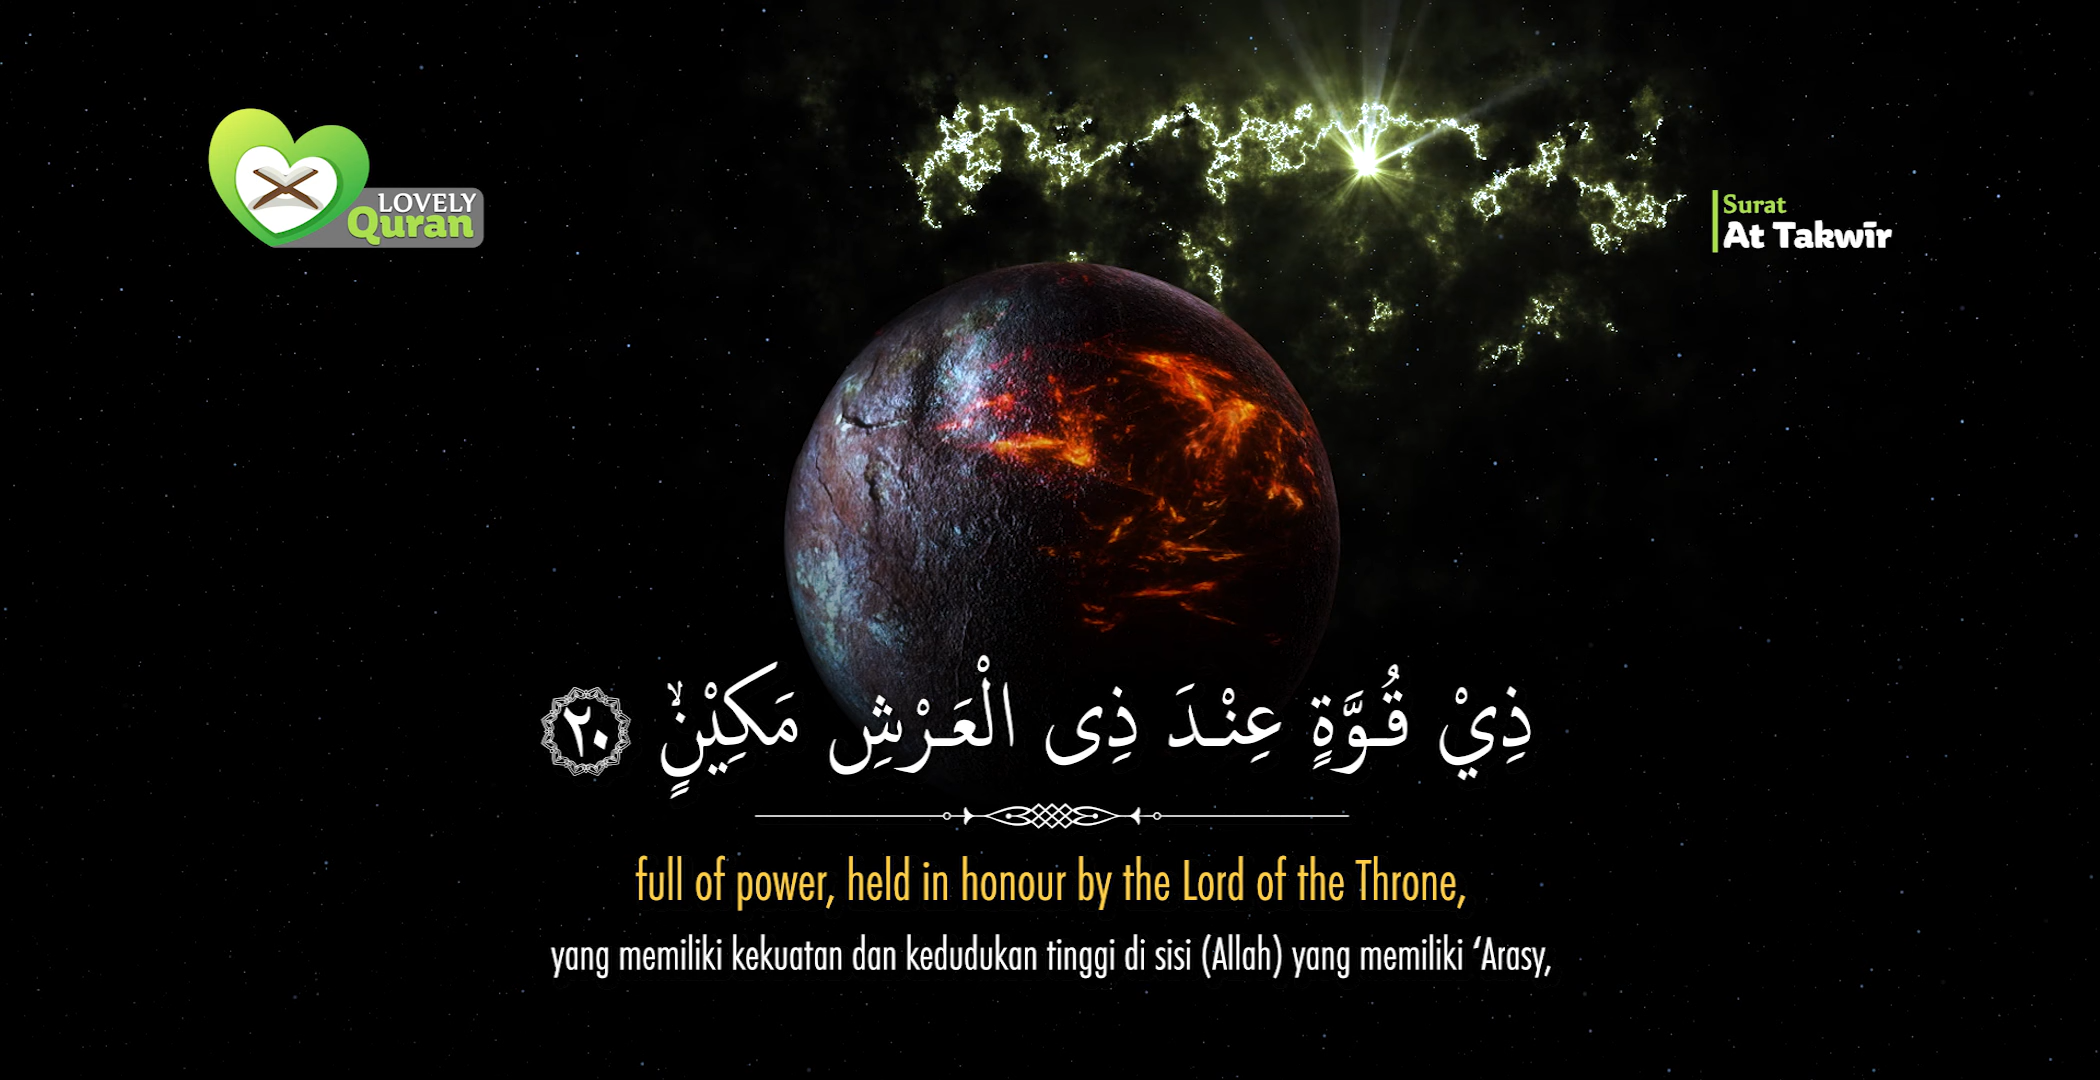 LOVELY
Quran
Surat
At Takwīr
ذِيْ قُوَّةٍ عِنْدَ ذِى الْعَرْشِ مَكِيْنٍۙ ٢٠
full of power, held in honour by the Lord of the Throne,
yang memiliki kekuatan dan kedudukan tinggi di sisi (Allah) yang memiliki ‘Arasy,